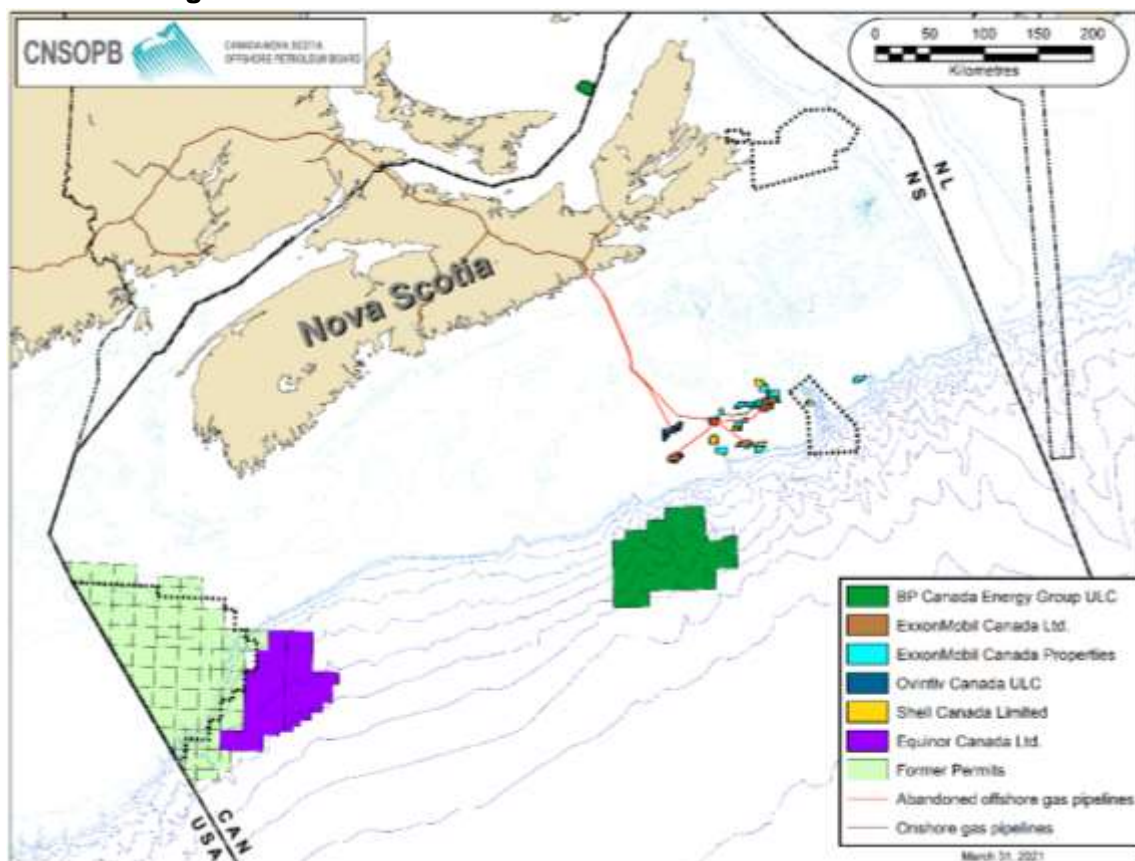 CNSOPB
CANADA-NOVA SCOTIA
OFFSHORE PETROLEUM BOARD
0 50 100 150 200
Kilometres
NL
NS
Nova Scotia
BP Canada Energy Group ULC
ExxonMobil Canada Ltd.
ExxonMobil Canada Properties
Ovintiv Canada ULC
Shell Canada Limited
Equinor Canada Ltd.
Former Permits
Abandoned offshore gas pipelines
Onshore gas pipelines
CAN
USA
March 31, 2021